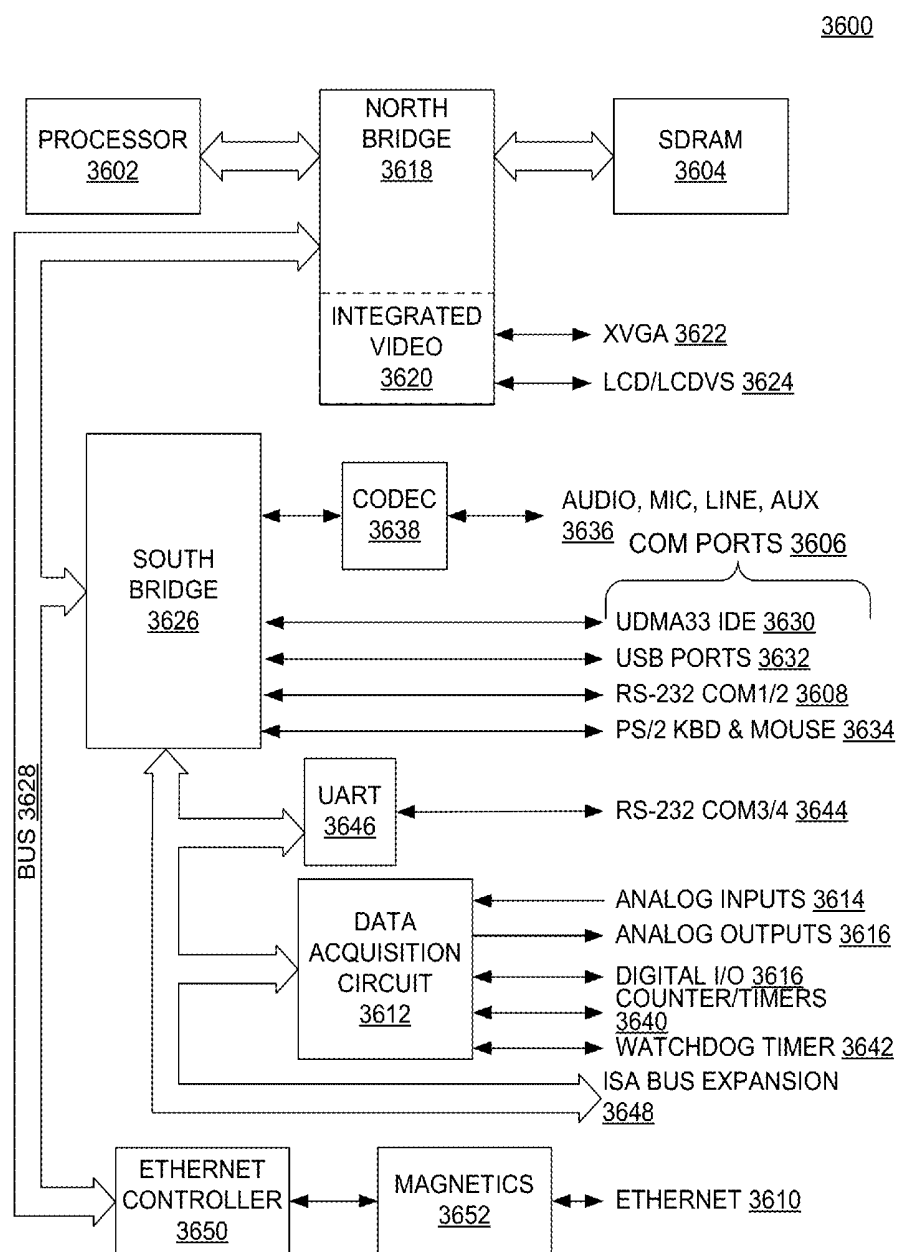 3600
PROCESSOR
3602
NORTH
BRIDGE
3618
SDRAM
3604
INTEGRATED
VIDEO
3620
XVGA 3622
LCD/LCDVS 3624
SOUTH
BRIDGE
3626
CODEC
3638
AUDIO, MIC, LINE, AUX
3636
COM PORTS 3606
UDMA33 IDE 3630
USB PORTS 3632
RS-232 COM1/2 3608
PS/2 KBD & MOUSE 3634
BUS 3628
UART
3646
RS-232 COM3/4 3644
DATA
ACQUISITION
CIRCUIT
3612
ANALOG INPUTS 3614
ANALOG OUTPUTS 3616
DIGITAL I/O 3616
COUNTER/TIMERS
3640
WATCHDOG TIMER 3642
ISA BUS EXPANSION
3648
ETHERNET
CONTROLLER
3650
MAGNETICS
3652
ETHERNET 3610